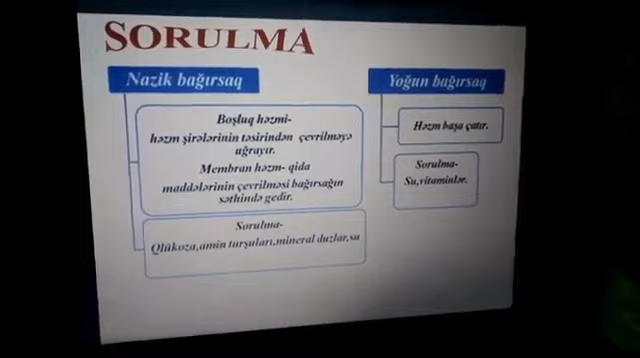 SORULMA
Nazik bağırsaq
Boşluq həzmi-
həzm şirələrinin təsirindən çevrilməyə
uğrayır.
Membran həzm- qida
maddələrinin çevrilməsi bağırsağın
səthində gedir.
Sorulma-
Qlükoza,amin turşuları,mineral duzlar,su
Yoğun bağırsaq
Həzm başa çatır.
Sorulma-
Su,vitaminlər.